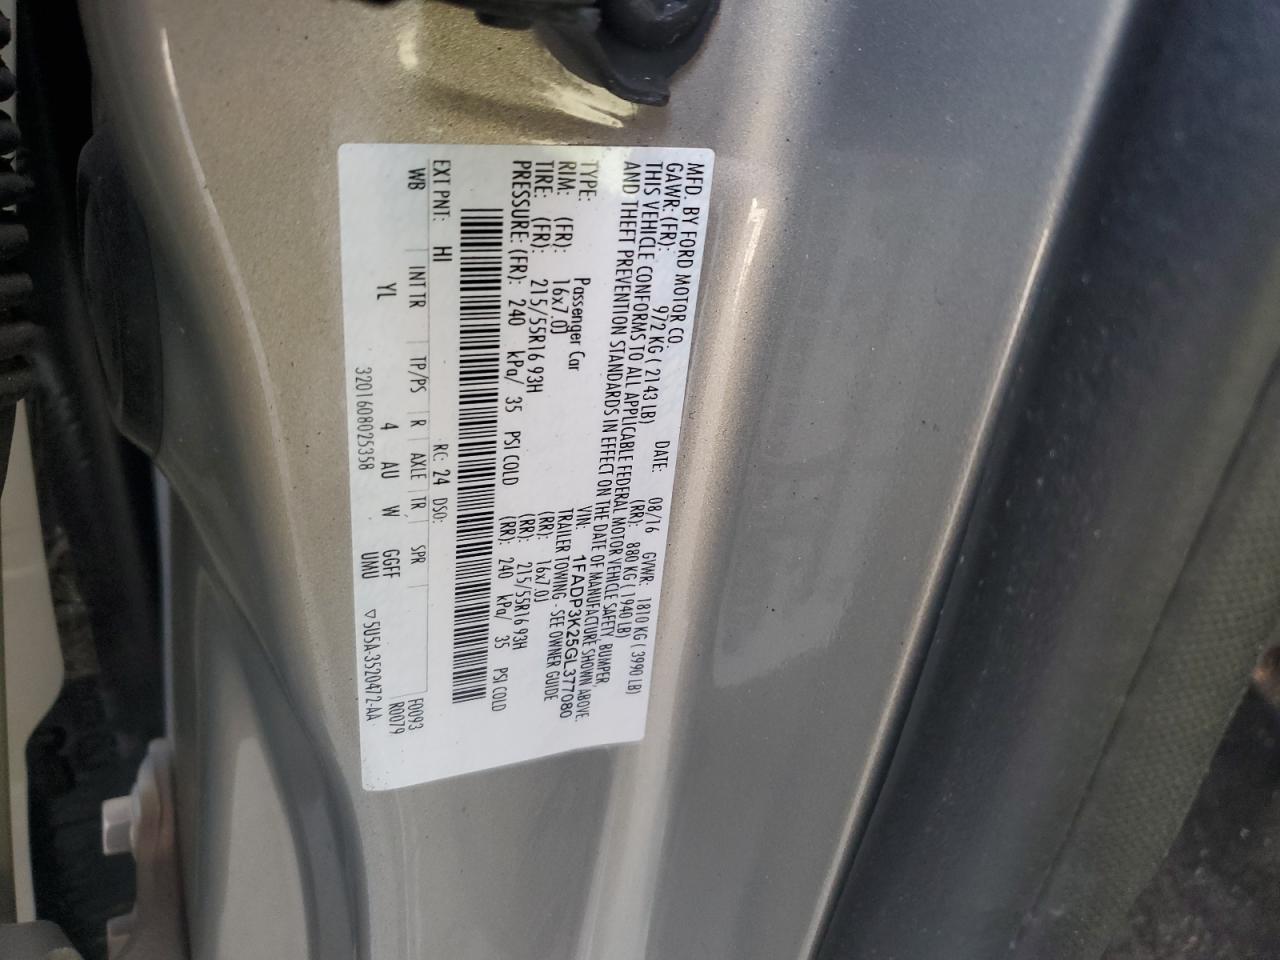 MFD. BY FORD MOTOR CO.
DATE: 08/16 GVWR: 1810 KG ( 3990 LB)
GAWR: (FR): 972 KG ( 2143 LB) (RR): 880 KG ( 1940 LB)
THIS VEHICLE CONFORMS TO ALL APPLICABLE FEDERAL MOTOR VEHICLE SAFETY, BUMPER,
AND THEFT PREVENTION STANDARDS IN EFFECT ON THE DATE OF MANUFACTURE SHOWN ABOVE.
VIN: 1FADP3K25GL377080
TYPE: Passenger Car TRAILER TOWING - SEE OWNER GUIDE
RIM: (FR): 16x7.0J (RR): 16x7.0J
TIRE: (FR): 215/55R16 93H (RR): 215/55R16 93H
PRESSURE: (FR): 240 kPa/ 35 PSI COLD (RR): 240 kPa/ 35 PSI COLD
EXT PNT: HI RC: 24 DSO: F0093
R0079
WB INT TR TP/PS R AXLE TR SPR
YL 4 AU W GGFF
UMU
3201608025358 ▽5U5A-3520472-AA